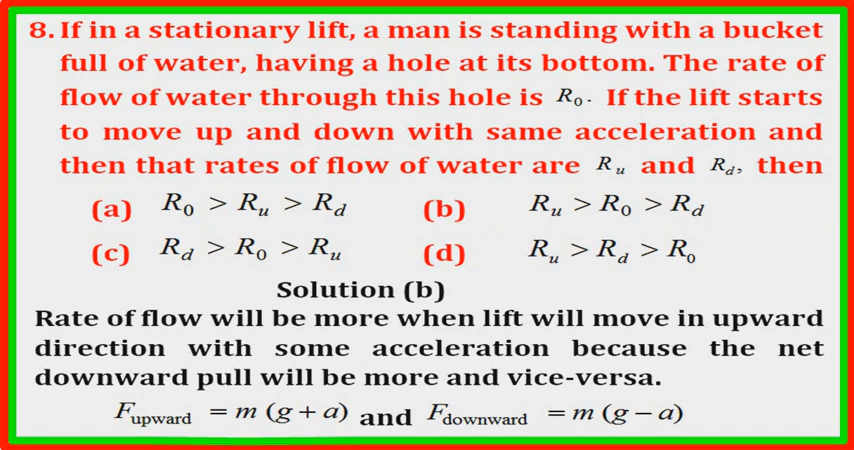 8. If in a stationary lift, a man is standing with a bucket
full of water, having a hole at its bottom. The rate of
flow of water through this hole is R₀. If the lift starts
to move up and down with same acceleration and
then that rates of flow of water are Rᵤ and R_d, then
(a) R₀ > Rᵤ > R_d (b) Rᵤ > R₀ > R_d
(c) R_d > R₀ > Rᵤ (d) Rᵤ > R_d > R₀
Solution (b)
Rate of flow will be more when lift will move in upward
direction with some acceleration because the net
downward pull will be more and vice-versa.
F_upward = m (g + a) and F_downward = m (g − a)